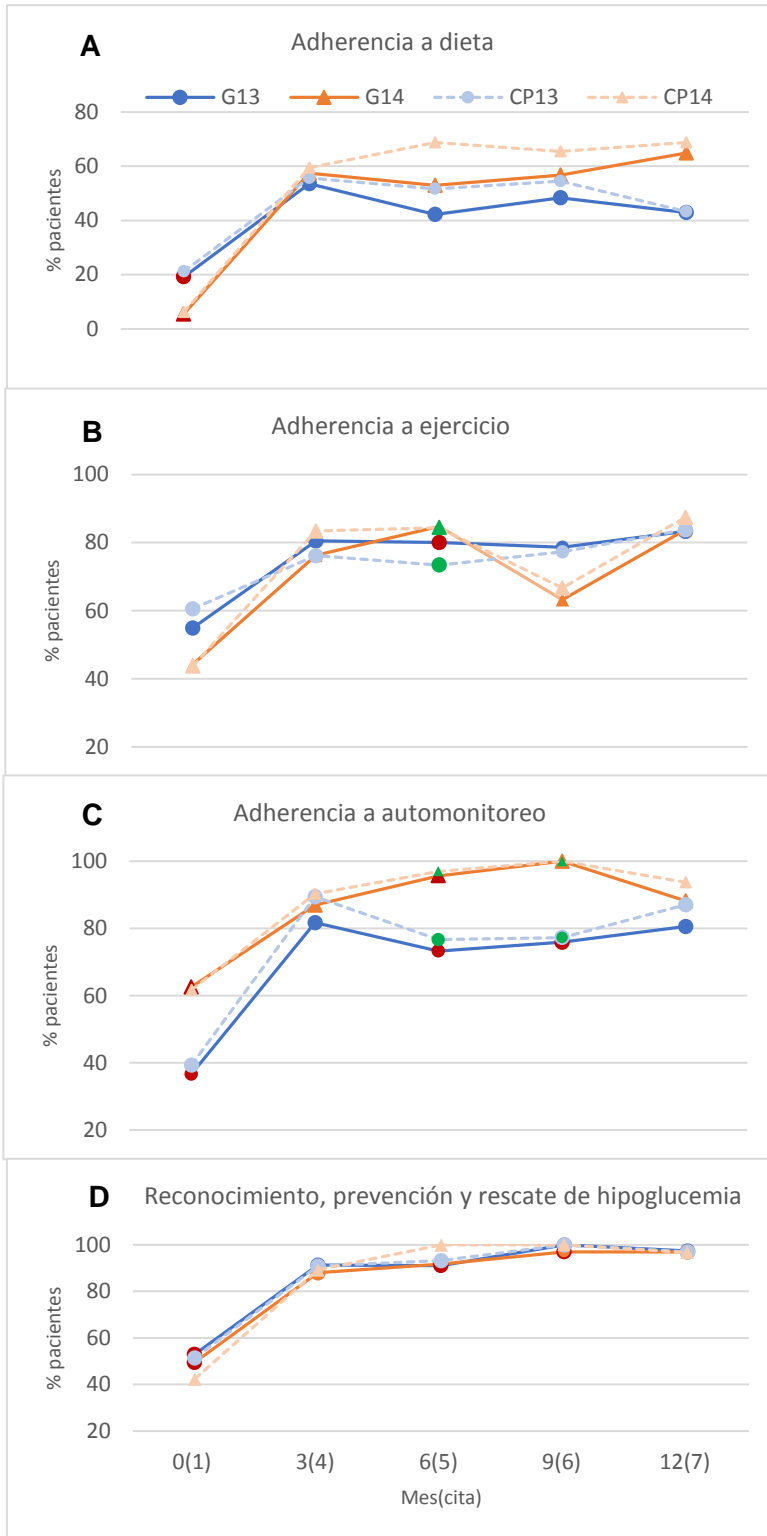 A
Adherencia a dieta
G13 G14 CP13 CP14
80
60
40
20
0
% pacientes
B
Adherencia a ejercicio
100
80
60
40
20
% pacientes
C
Adherencia a automonitoreo
100
80
60
40
20
% pacientes
D
Reconocimiento, prevención y rescate de hipoglucemia
100
80
60
40
20
% pacientes
0(1) 3(4) 6(5) 9(6) 12(7)
Mes(cita)